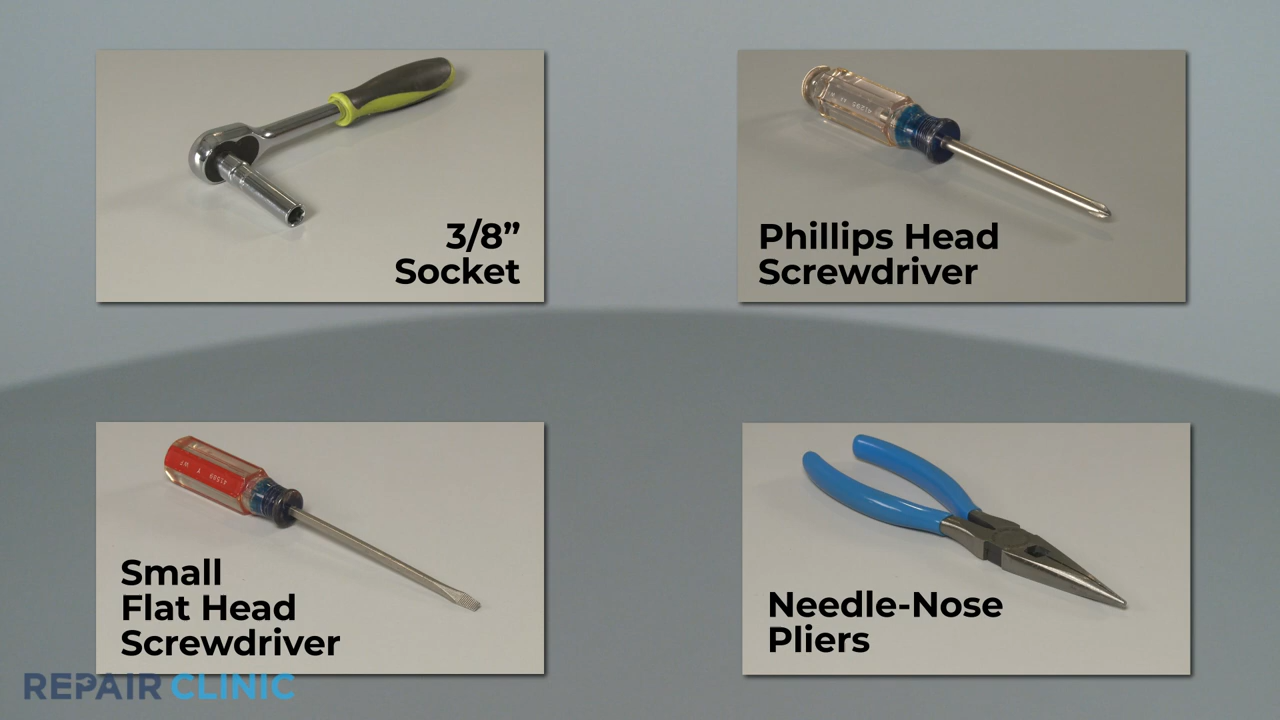 3/8”
Socket
Phillips Head
Screwdriver
Small
Flat Head
Screwdriver
Needle-Nose
Pliers
REPAIR CLINIC